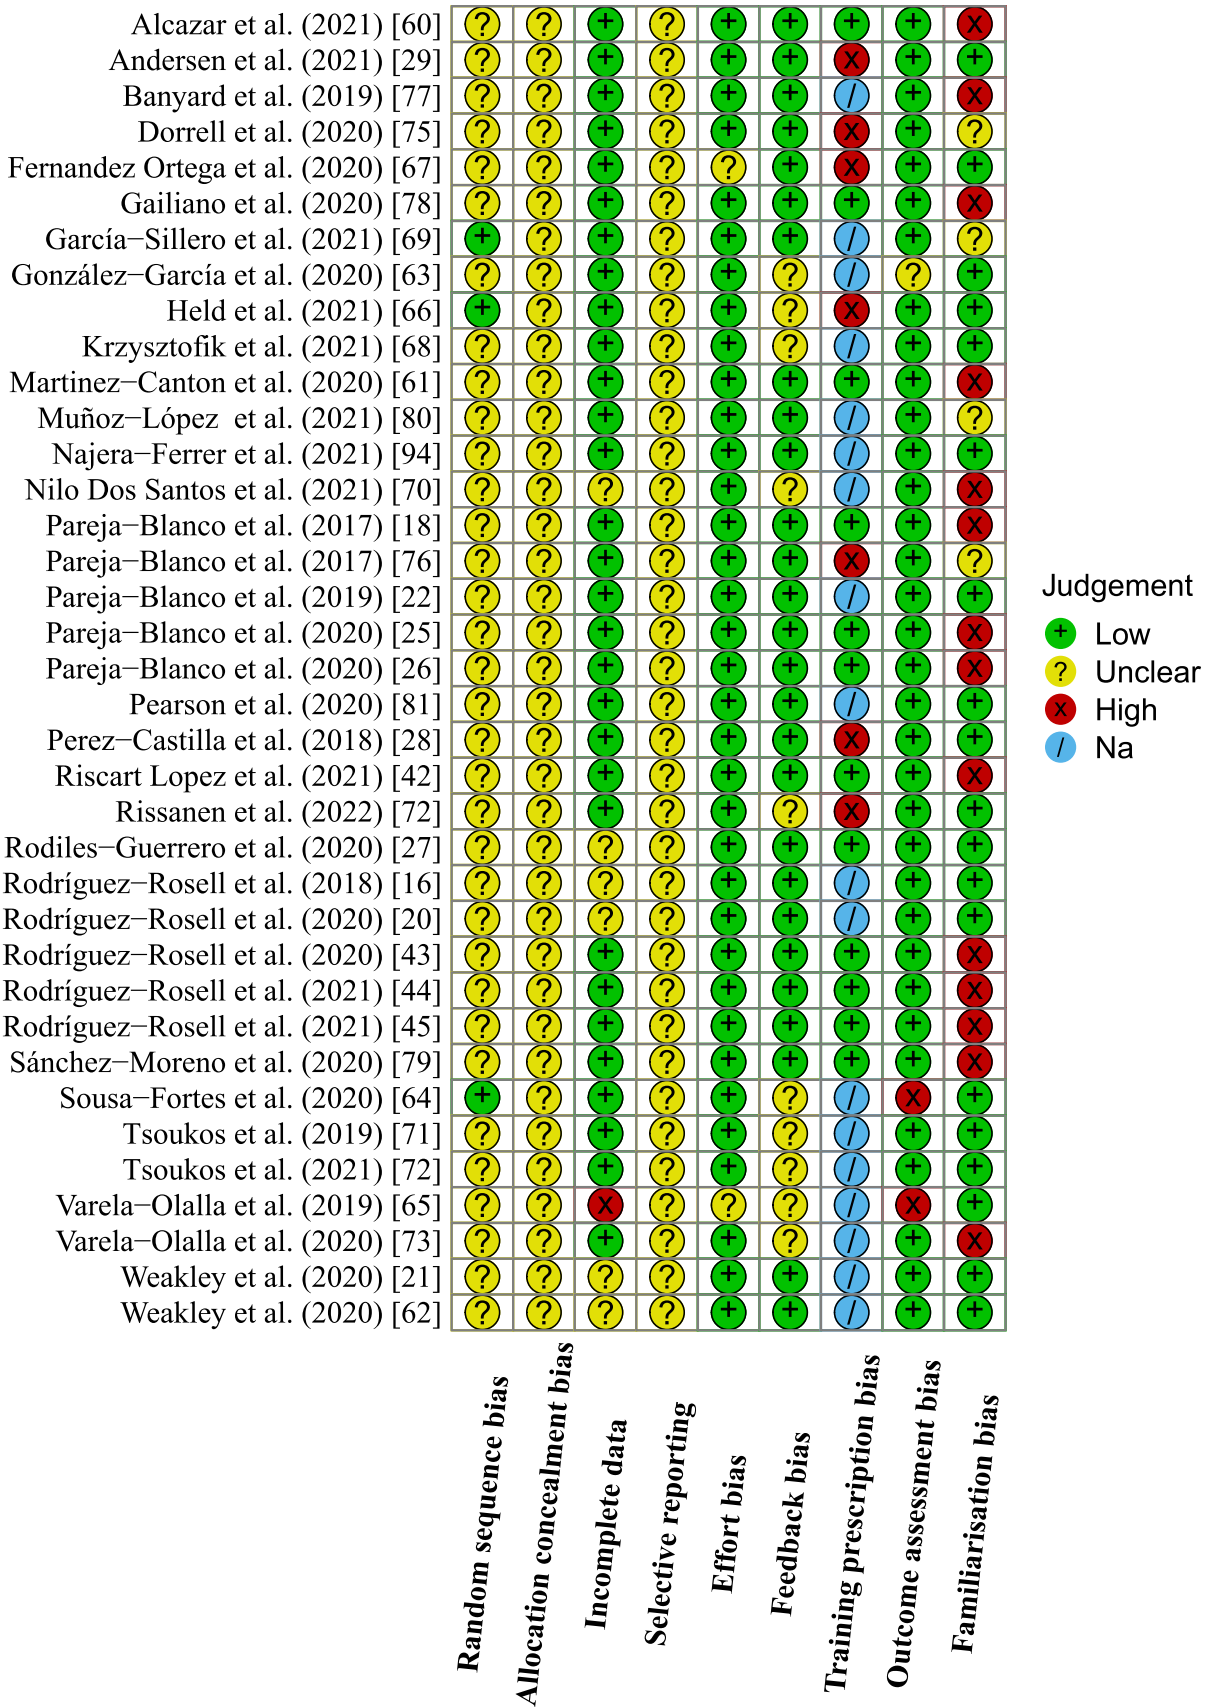 Alcazar et al. (2021) [60] ? ? + ? + + + + x
Andersen et al. (2021) [29] ? ? + ? + + x + +
Banyard et al. (2019) [77] ? ? + ? + + / + x
Dorrell et al. (2020) [75] ? ? + ? + + x + ?
Fernandez Ortega et al. (2020) [67] ? ? + ? ? + x + +
Gailiano et al. (2020) [78] ? ? + ? + + + + x
García−Sillero et al. (2021) [69] + ? + ? + + / + ?
González−García et al. (2020) [63] ? ? + ? + ? / ? +
Held et al. (2021) [66] + ? + ? + ? x + +
Krzysztofik et al. (2021) [68] ? ? + ? + ? / + +
Martinez−Canton et al. (2020) [61] ? ? + ? + + + + x
Muñoz−López et al. (2021) [80] ? ? + ? + + / + ?
Najera−Ferrer et al. (2021) [94] ? ? + ? + + / + +
Nilo Dos Santos et al. (2021) [70] ? ? ? ? + ? / + x
Pareja−Blanco et al. (2017) [18] ? ? + ? + + + + x
Pareja−Blanco et al. (2017) [76] ? ? + ? + + x + ?
Pareja−Blanco et al. (2019) [22] ? ? + ? + + / + +
Pareja−Blanco et al. (2020) [25] ? ? + ? + + + + x
Pareja−Blanco et al. (2020) [26] ? ? + ? + + + + x
Pearson et al. (2020) [81] ? ? + ? + + / + +
Perez−Castilla et al. (2018) [28] ? ? + ? + + x + +
Riscart Lopez et al. (2021) [42] ? ? + ? + + + + x
Rissanen et al. (2022) [72] ? ? + ? + ? x + +
Rodiles−Guerrero et al. (2020) [27] ? ? ? ? + + + + +
Rodríguez−Rosell et al. (2018) [16] ? ? ? ? + + / + +
Rodríguez−Rosell et al. (2020) [20] ? ? ? ? + + / + +
Rodríguez−Rosell et al. (2020) [43] ? ? + ? + + + + x
Rodríguez−Rosell et al. (2021) [44] ? ? + ? + + + + x
Rodríguez−Rosell et al. (2021) [45] ? ? + ? + + + + x
Sánchez−Moreno et al. (2020) [79] ? ? + ? + + + + x
Sousa−Fortes et al. (2020) [64] + ? + ? + ? / x +
Tsoukos et al. (2019) [71] ? ? + ? + ? / + +
Tsoukos et al. (2021) [72] ? ? + ? + ? / + +
Varela−Olalla et al. (2019) [65] ? ? x ? ? ? / x +
Varela−Olalla et al. (2020) [73] ? ? + ? + ? / + x
Weakley et al. (2020) [21] ? ? ? ? + + / + +
Weakley et al. (2020) [62] ? ? ? ? + + / + +
Random sequence bias
Allocation concealment bias
Incomplete data
Selective reporting
Effort bias
Feedback bias
Training prescription bias
Outcome assessment bias
Familiarisation bias
Judgement
+ Low
? Unclear
x High
/ Na